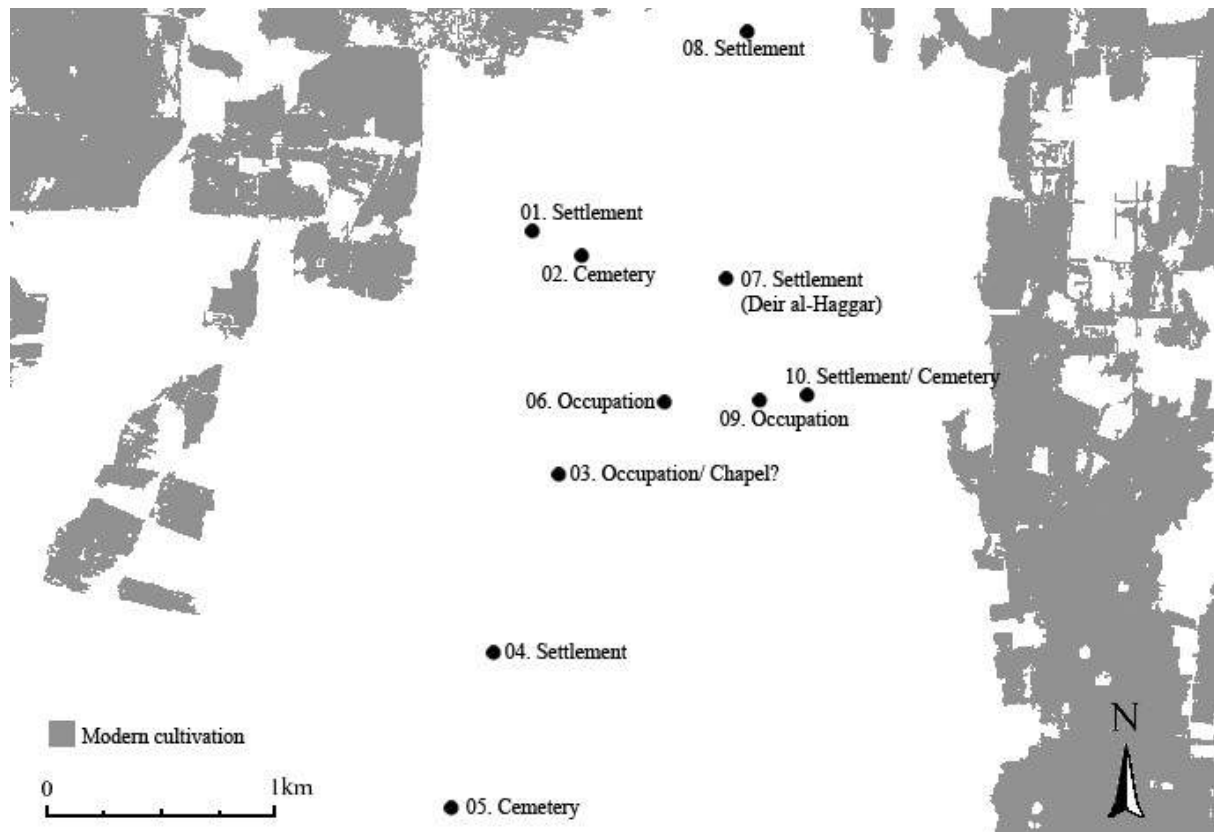 08. Settlement
01. Settlement
02. Cemetery
07. Settlement
(Deir al-Haggar)
10. Settlement/ Cemetery
06. Occupation
09. Occupation
03. Occupation/ Chapel?
04. Settlement
N
Modern cultivation
0 1km
05. Cemetery